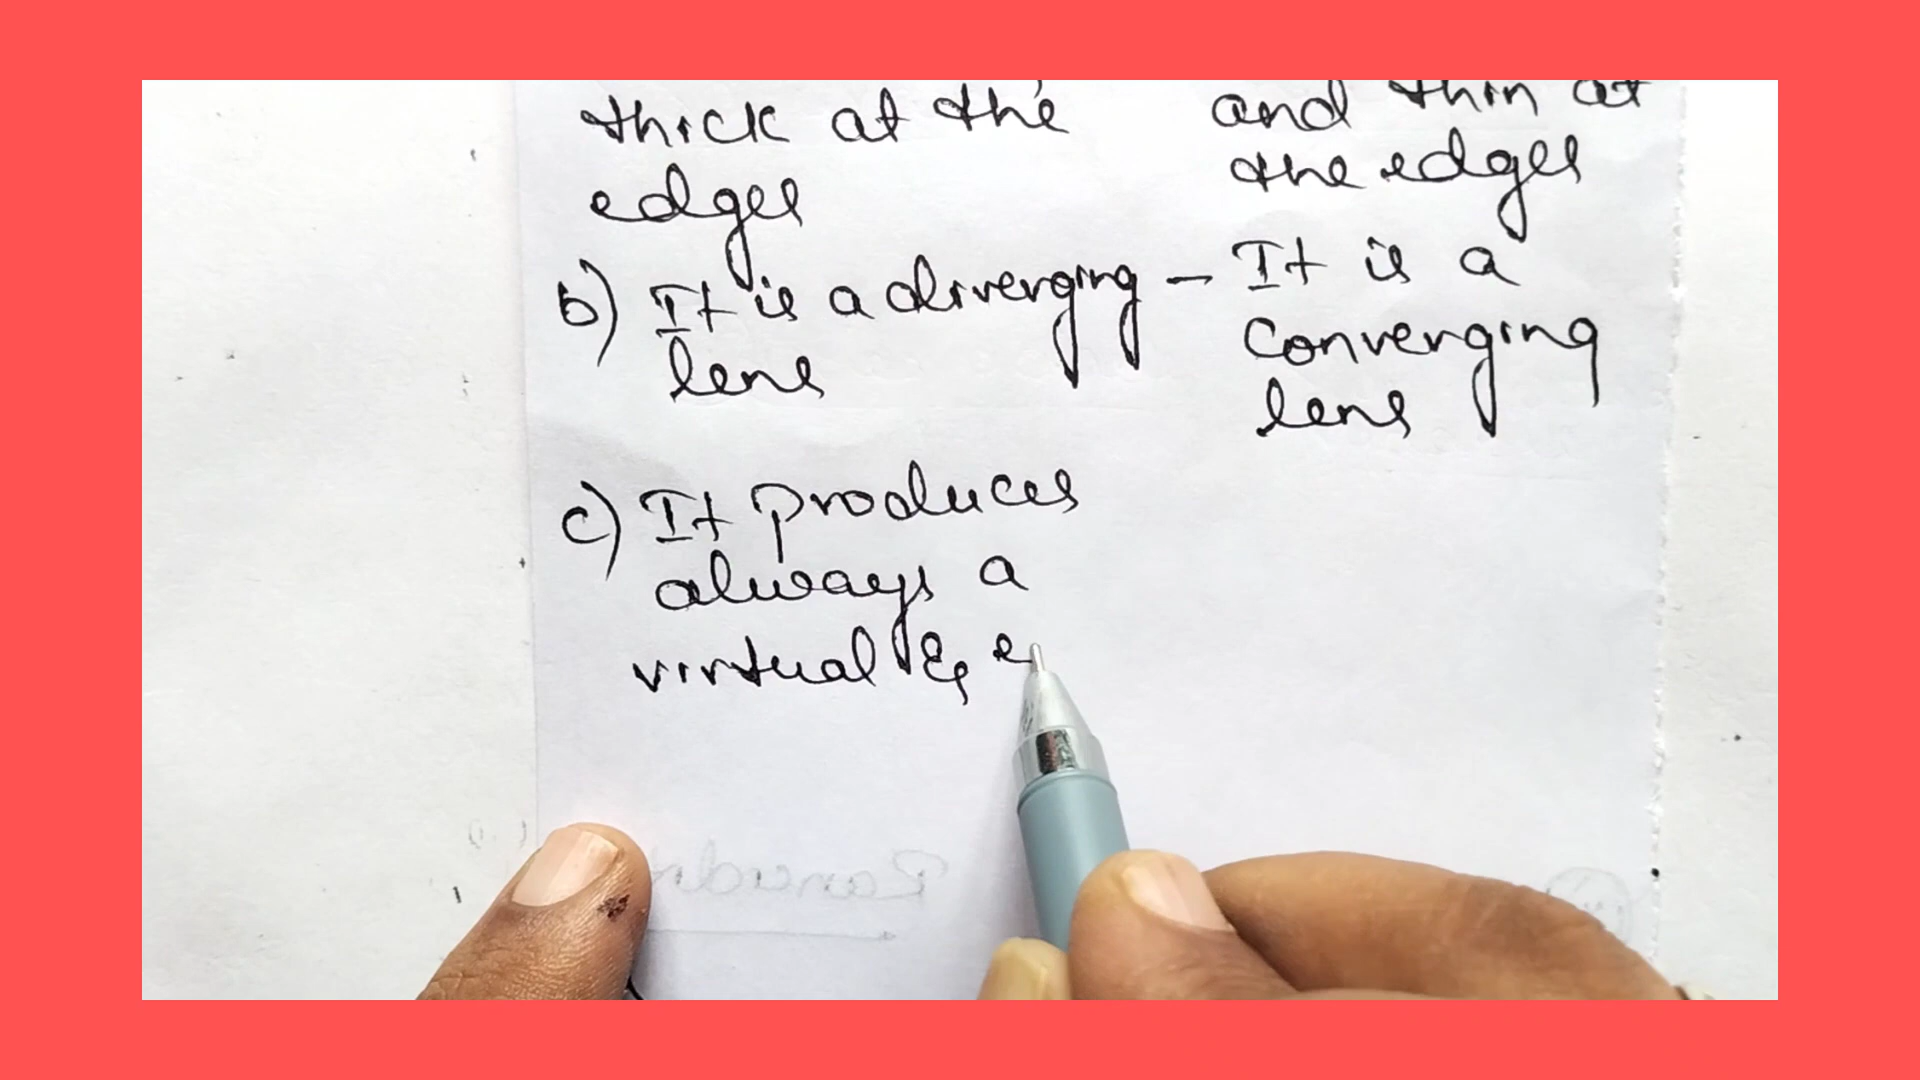 thick at the
edges
b) It is a diverging –
lens
c) It produces
always a
virtual & e
and thin at
the edges
It is a
converging
lens